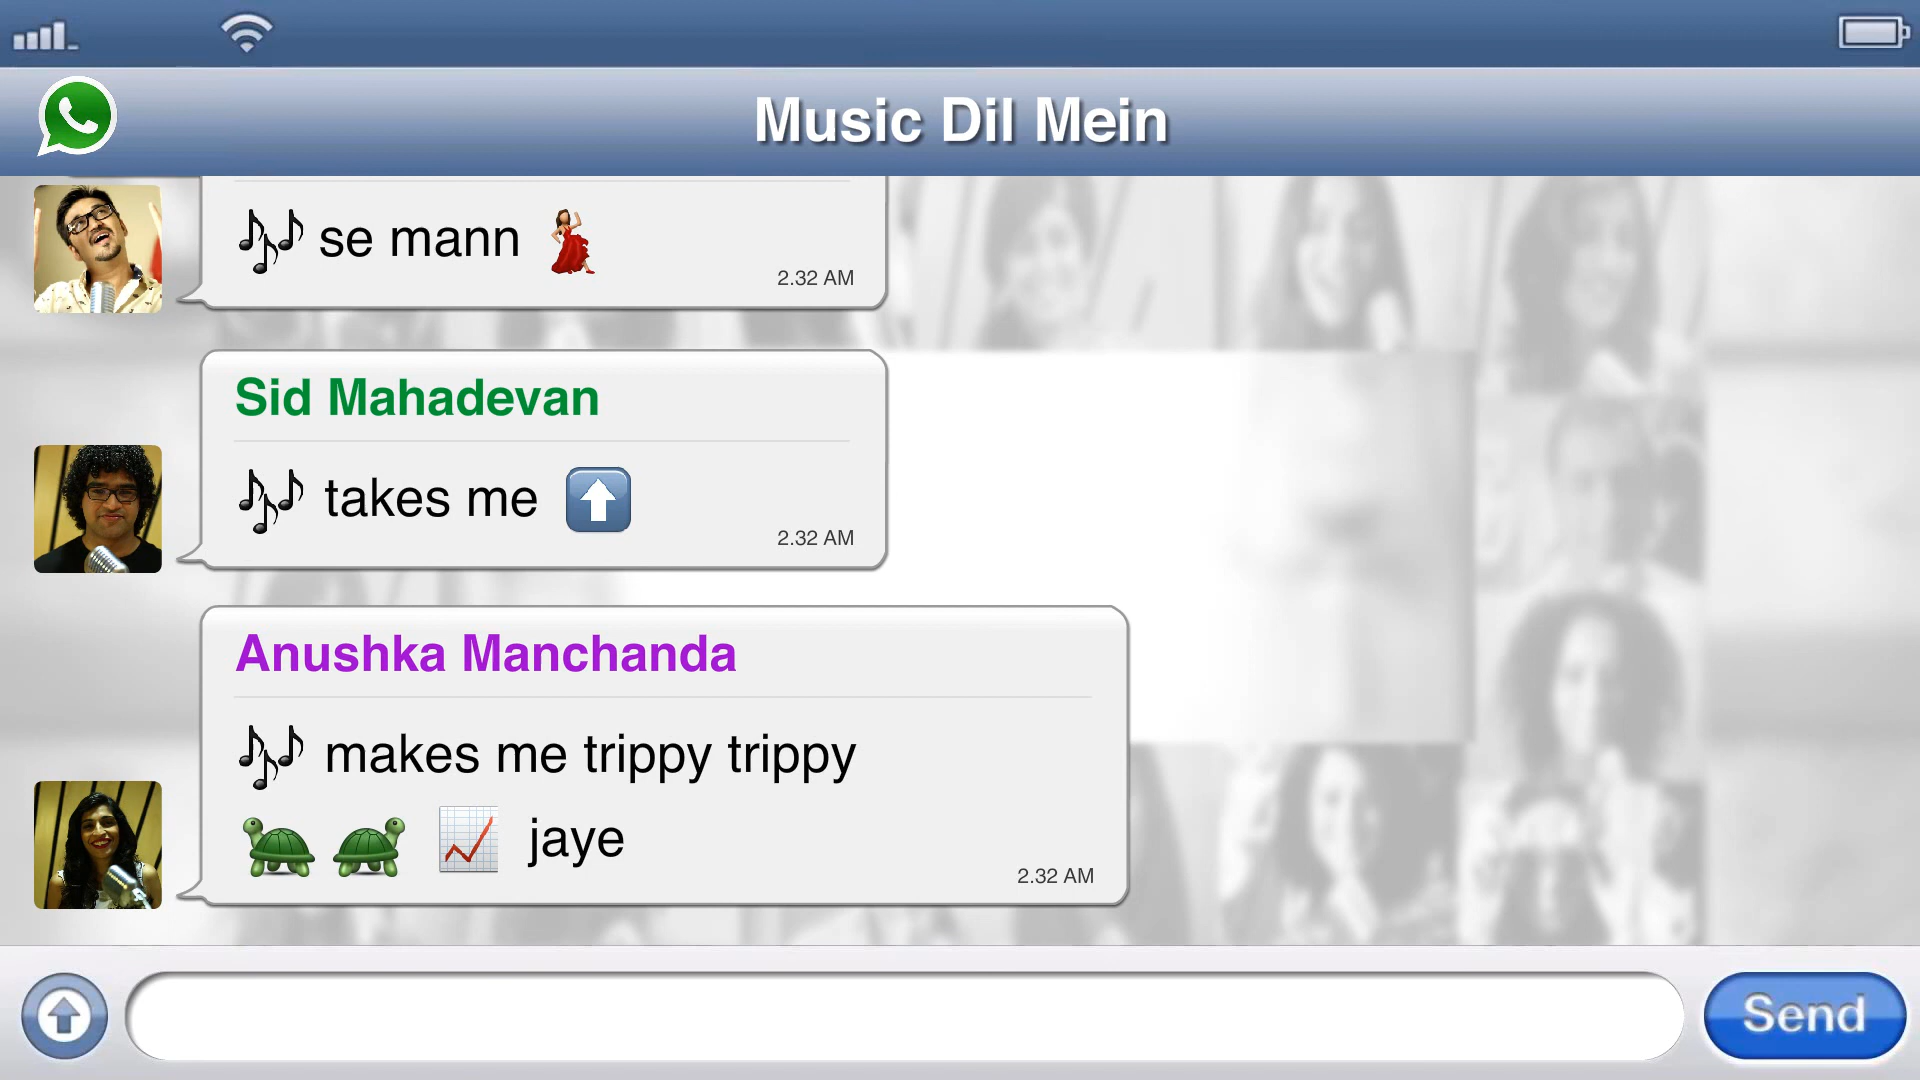 Music Dil Mein
🎶 se mann 💃
2.32 AM
Sid Mahadevan
🎶 takes me ⬆️
2.32 AM
Anushka Manchanda
🎶 makes me trippy trippy
🐢 🐢 📈 jaye
2.32 AM
Send